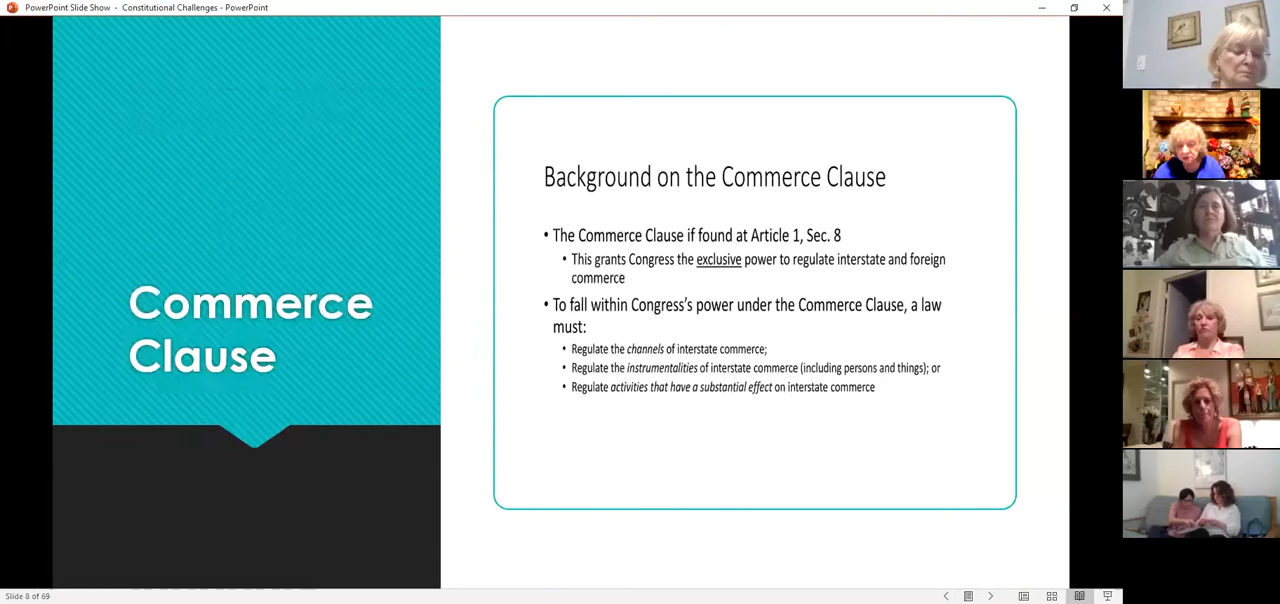 PowerPoint Slide Show - Constitutional Challenges - PowerPoint
Commerce
Clause
Background on the Commerce Clause
• The Commerce Clause if found at Article 1, Sec. 8
• This grants Congress the exclusive power to regulate interstate and foreign
commerce
• To fall within Congress's power under the Commerce Clause, a law
must:
• Regulate the channels of interstate commerce;
• Regulate the instrumentalities of interstate commerce (including persons and things); or
• Regulate activities that have a substantial effect on interstate commerce
Slide 8 of 69